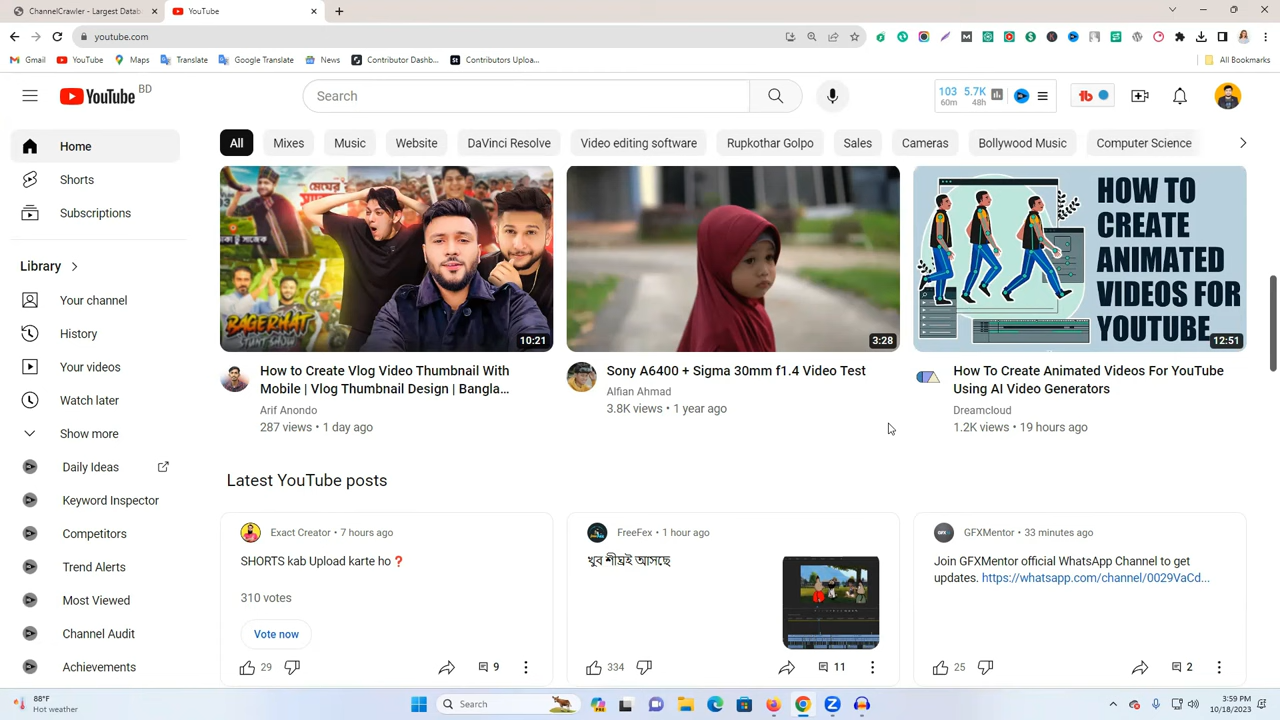 ChannelCrawler - Largest Datab
YouTube
youtube.com
Gmail
YouTube
Maps
Translate
Google Translate
News
Contributor Dashb...
Contributors Uploa...
All Bookmarks
YouTube BD
Search
103 5.7K
60m 48h
Home
Shorts
Subscriptions
Library
Your channel
History
Your videos
Watch later
Show more
Daily Ideas
Keyword Inspector
Competitors
Trend Alerts
Most Viewed
Channel Audit
Achievements
All
Mixes
Music
Website
DaVinci Resolve
Video editing software
Rupkothar Golpo
Sales
Cameras
Bollywood Music
Computer Science
10:21
3:28
HOW TO
CREATE
ANIMATED
VIDEOS FOR
YOUTUBE
12:51
How to Create Vlog Video Thumbnail With
Mobile | Vlog Thumbnail Design | Bangla...
Arif Anondo
287 views • 1 day ago
Sony A6400 + Sigma 30mm f1.4 Video Test
Alfian Ahmad
3.8K views • 1 year ago
How To Create Animated Videos For YouTube
Using AI Video Generators
Dreamcloud
1.2K views • 19 hours ago
Latest YouTube posts
Exact Creator • 7 hours ago
SHORTS kab Upload karte ho ❓
310 votes
Vote now
29
9
FreeFex • 1 hour ago
খুব শীঘ্রই আসছে
334
11
GFXMentor • 33 minutes ago
Join GFXMentor official WhatsApp Channel to get
updates. https://whatsapp.com/channel/0029VaCd...
25
2
88°F
Hot weather
Search
3:59 PM
10/18/2023